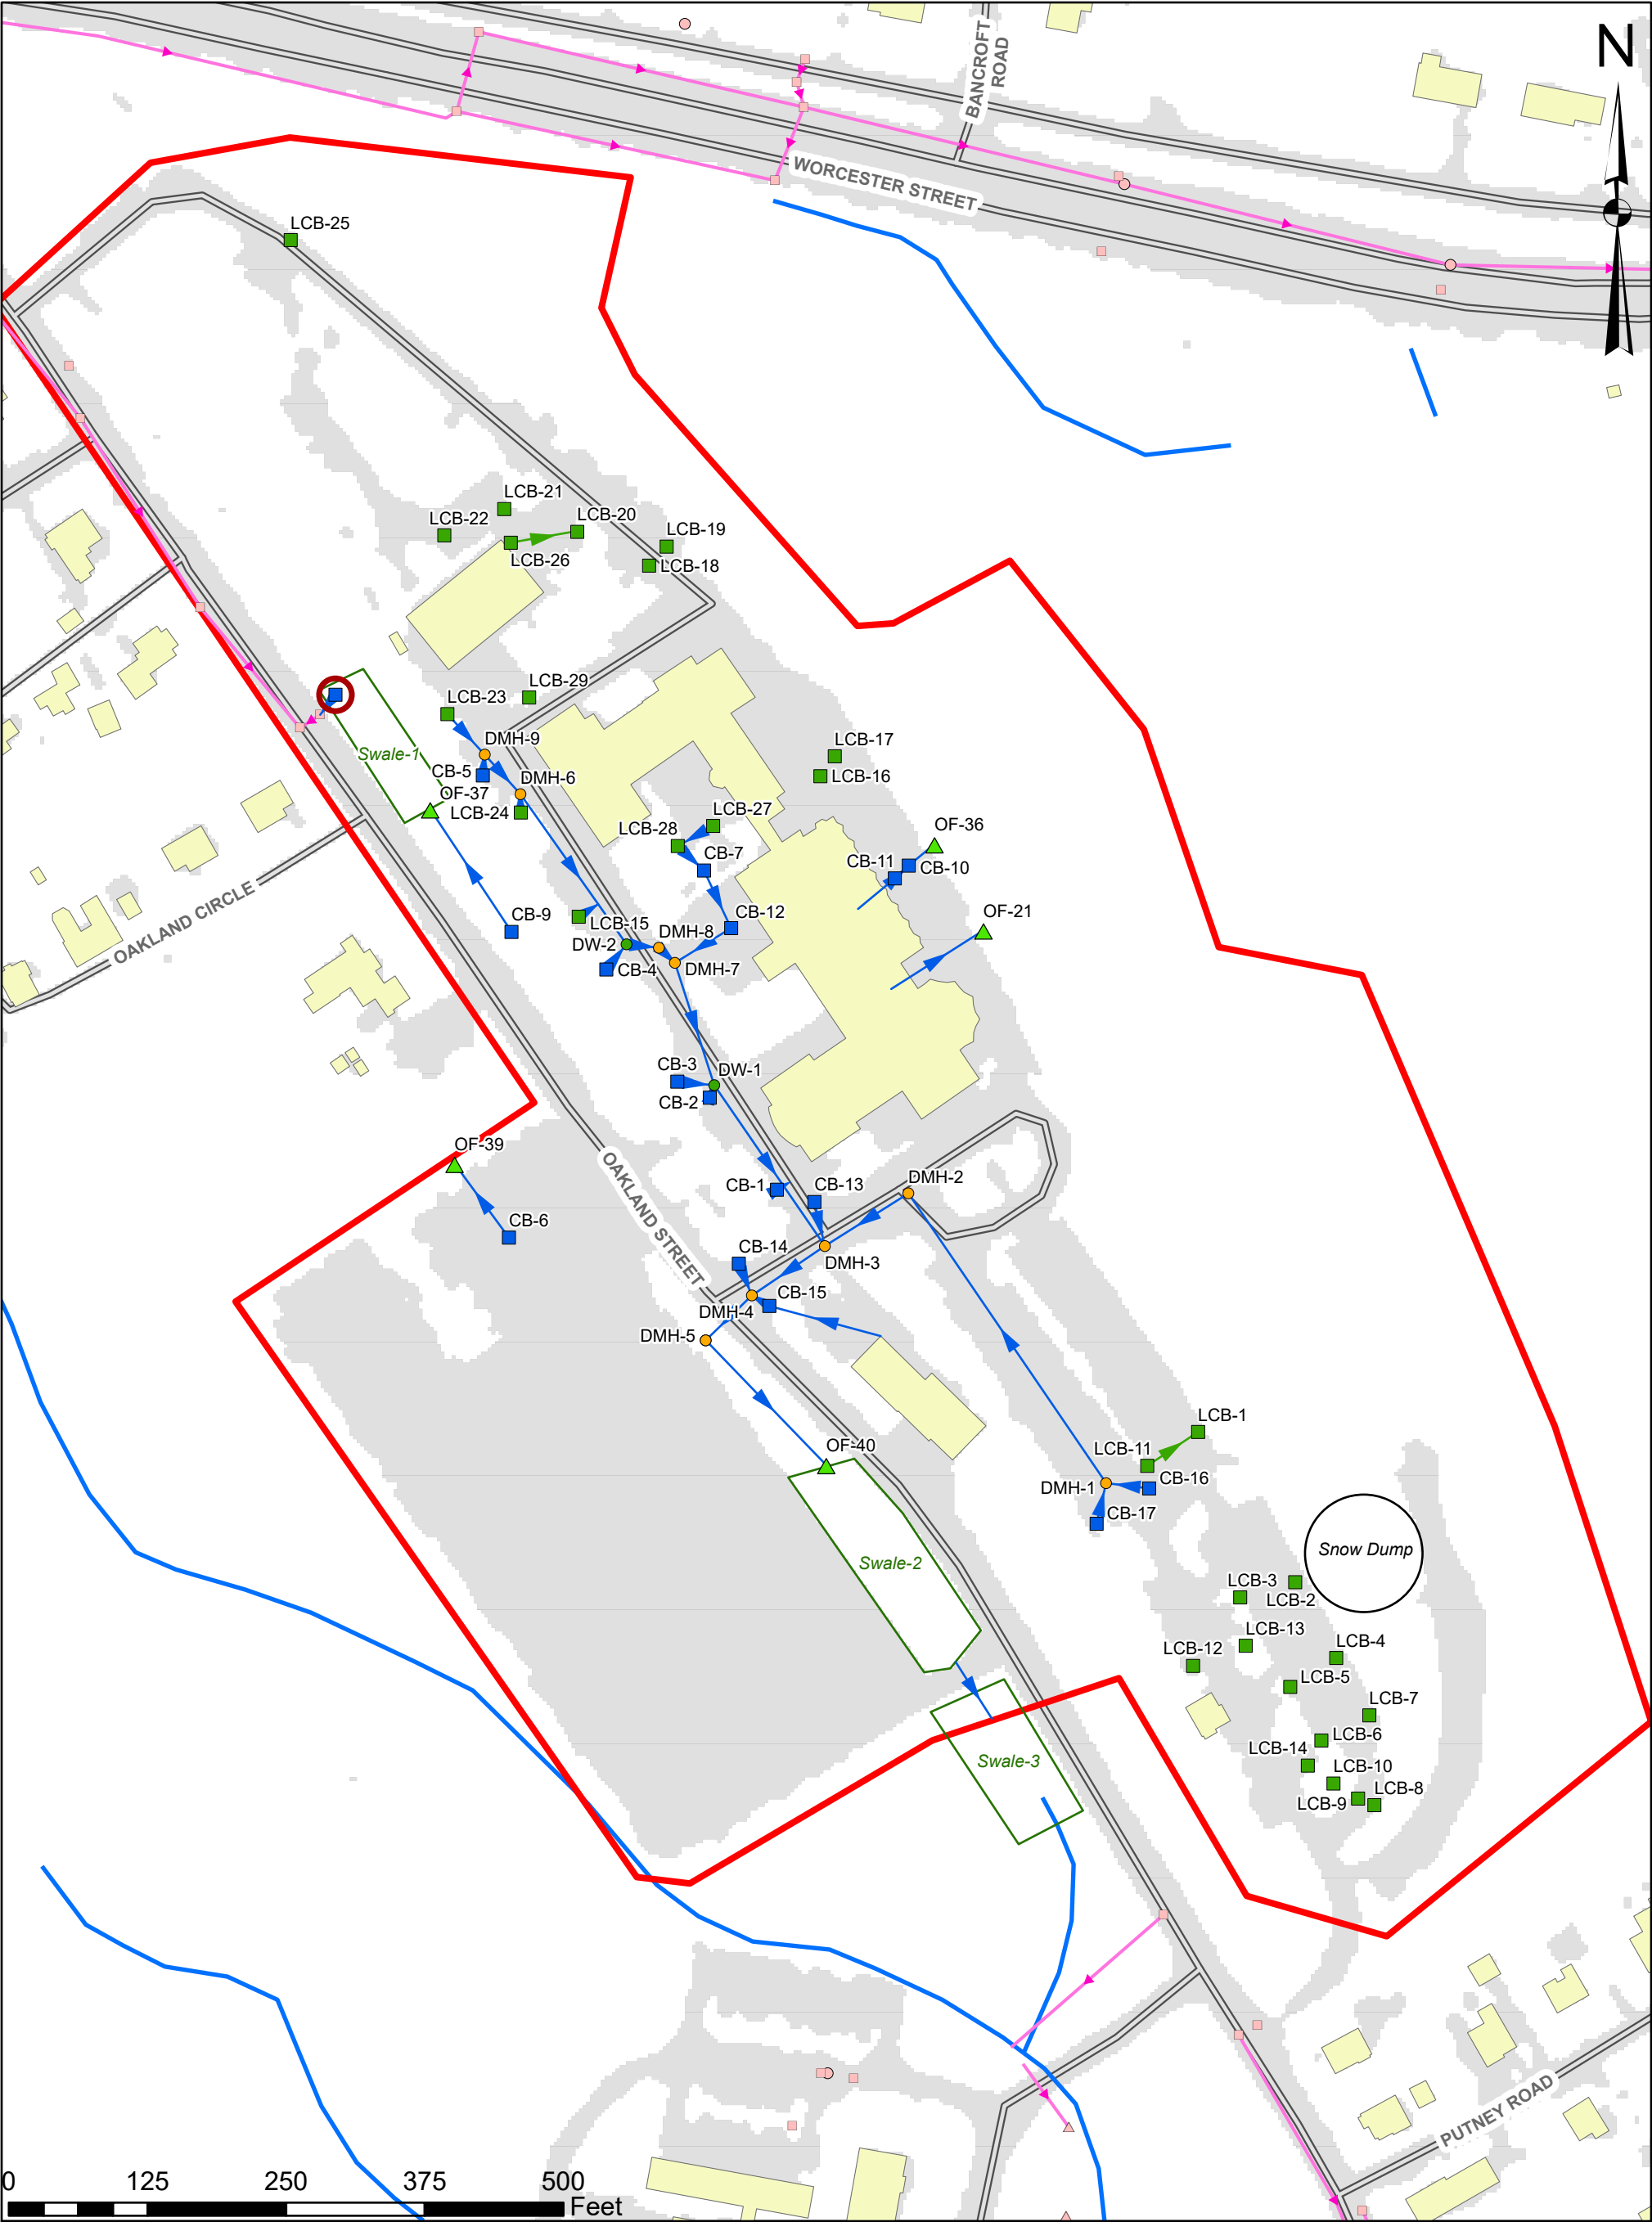 N
BANCROFT
ROAD
WORCESTER STREET
LCB-25
LCB-21
LCB-22
LCB-20
LCB-26
LCB-19
LCB-18
LCB-29
LCB-23
DMH-9
Swale-1
CB-5
DMH-6
OF-37
LCB-24
LCB-17
LCB-16
LCB-27
LCB-28
CB-7
OF-36
CB-11
CB-10
OAKLAND CIRCLE
CB-9
LCB-15
CB-12
OF-21
DMH-8
DW-2
CB-4
DMH-7
CB-3
DW-1
CB-2
OF-39
OAKLAND STREET
CB-1
CB-13
DMH-2
CB-6
CB-14
DMH-3
CB-15
DMH-4
DMH-5
LCB-1
OF-40
LCB-11
CB-16
DMH-1
CB-17
Snow Dump
Swale-2
LCB-3
LCB-2
LCB-13
LCB-12
LCB-4
LCB-5
LCB-7
LCB-6
LCB-14
Swale-3
LCB-10
LCB-8
LCB-9
PUTNEY ROAD
0 125 250 375 500
Feet